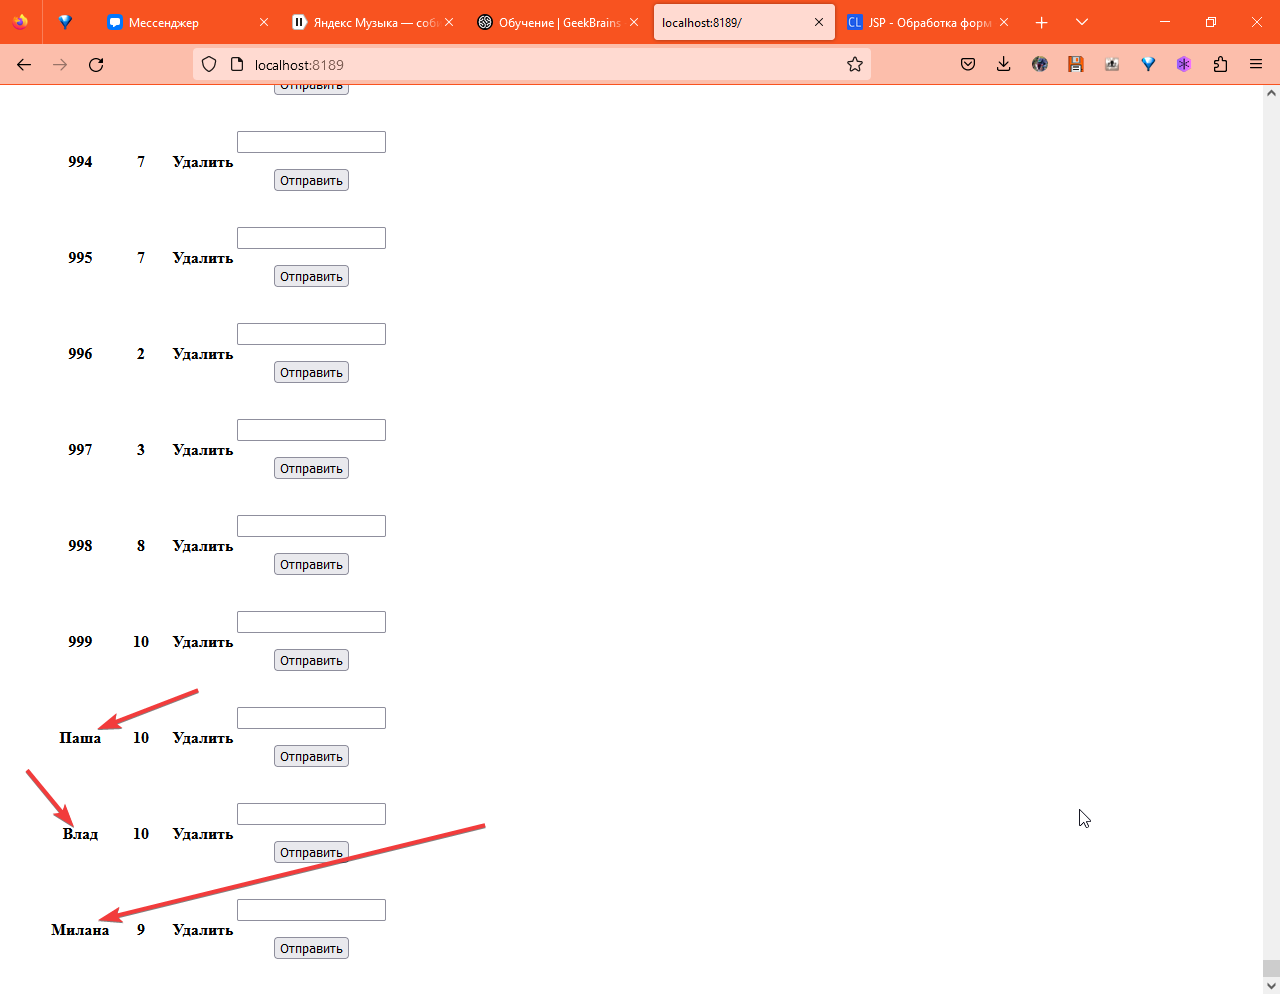 Мессенджер
Яндекс Музыка — соби
Обучение | GeekBrains
localhost:8189/
CL JSP - Обработка форм
localhost:8189
Отправить
994 7 Удалить
Отправить
995 7 Удалить
Отправить
996 2 Удалить
Отправить
997 3 Удалить
Отправить
998 8 Удалить
Отправить
999 10 Удалить
Отправить
Паша 10 Удалить
Отправить
Влад 10 Удалить
Отправить
Милана 9 Удалить
Отправить